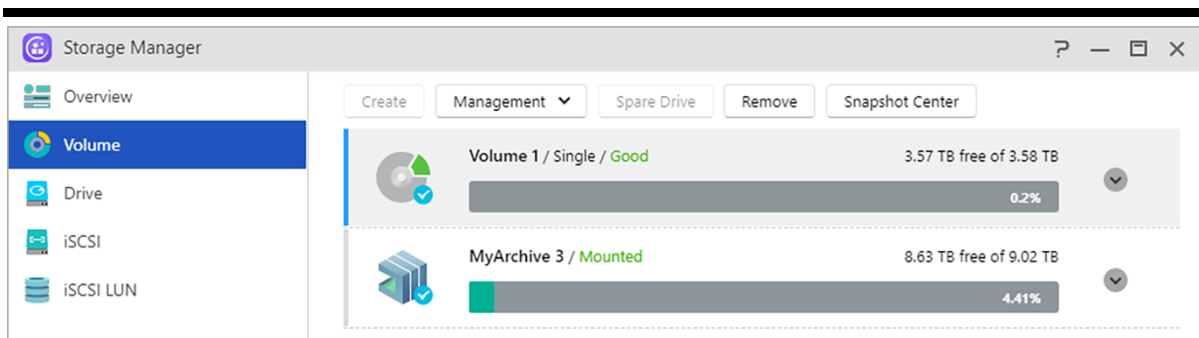 Storage Manager
Overview
Volume
Drive
iSCSI
iSCSI LUN
Create Management Spare Drive Remove Snapshot Center
Volume 1 / Single / Good 3.57 TB free of 3.58 TB
0.2%
MyArchive 3 / Mounted 8.63 TB free of 9.02 TB
4.41%